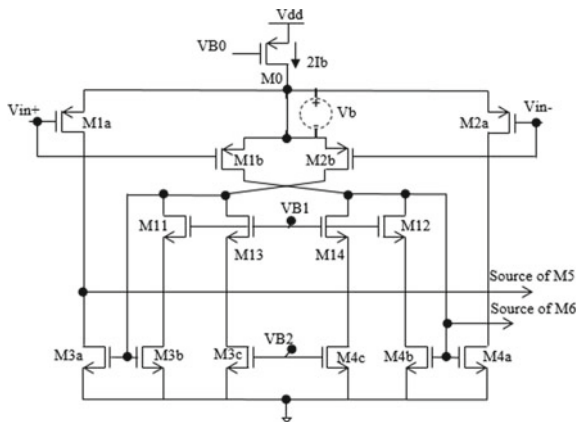 Vdd
VB0
2Ib
M0
Vin+
M1a
+
Vb
-
Vin-
M2a
M1b
M2b
M11
VB1
M12
M13
M14
Source of M5
Source of M6
VB2
M3a
M3b
M3c
M4c
M4b
M4a